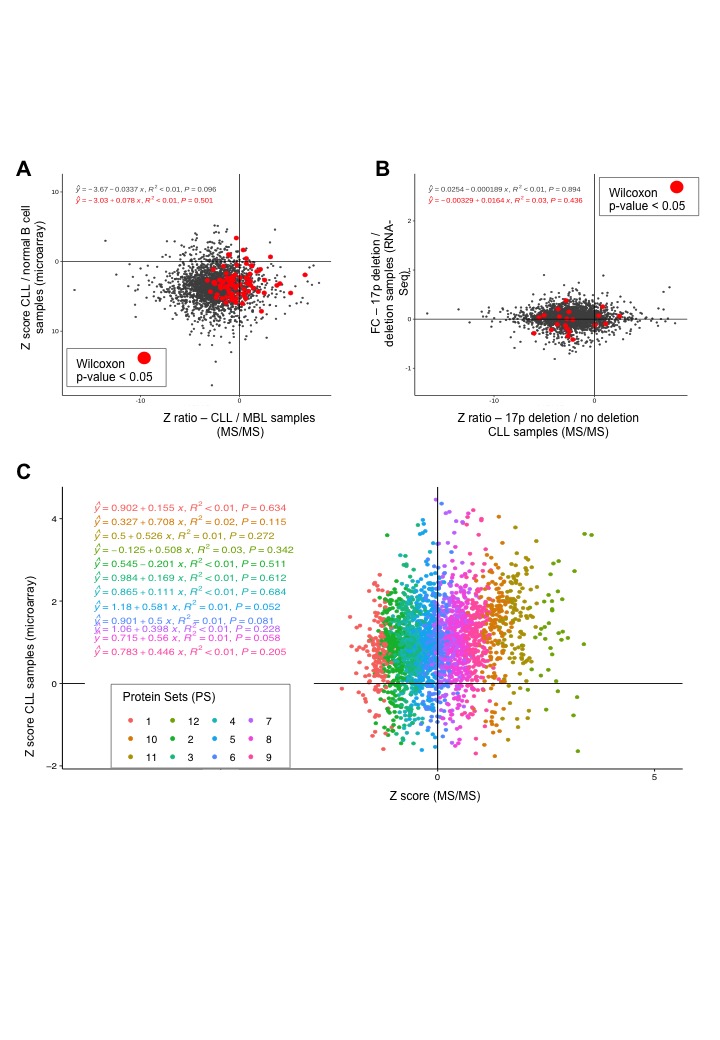 A
ŷ = −3.67 − 0.0337 x, R² < 0.01, P = 0.096
ŷ = −3.03 + 0.078 x, R² < 0.01, P = 0.501
Z score CLL / normal B cell
samples (microarray)
10
0
10
Wilcoxon
p-value < 0.05
-10
0
Z ratio – CLL / MBL samples
(MS/MS)
B
ŷ = 0.0254 − 0.000189 x, R² < 0.01, P = 0.894
ŷ = −0.00329 + 0.0164 x, R² = 0.03, P = 0.436
Wilcoxon
p-value < 0.05
FC – 17p deletion /
deletion samples (RNA-
Seq)
2
1
0
-1
-10
0
Z ratio – 17p deletion / no deletion
CLL samples (MS/MS)
C
ŷ = 0.902 + 0.155 x, R² < 0.01, P = 0.634
ŷ = 0.327 + 0.708 x, R² = 0.02, P = 0.115
ŷ = 0.5 + 0.526 x, R² = 0.01, P = 0.272
ŷ = −0.125 + 0.508 x, R² = 0.03, P = 0.342
ŷ = 0.545 − 0.201 x, R² < 0.01, P = 0.511
ŷ = 0.984 + 0.169 x, R² < 0.01, P = 0.612
ŷ = 0.865 + 0.111 x, R² < 0.01, P = 0.684
ŷ = 1.18 + 0.581 x, R² = 0.01, P = 0.052
ŷ = 0.901 + 0.5 x, R² = 0.01, P = 0.081
ŷ = 1.06 + 0.398 x, R² < 0.01, P = 0.228
ŷ = 0.715 + 0.56 x, R² = 0.01, P = 0.058
ŷ = 0.783 + 0.446 x, R² < 0.01, P = 0.205
Z score CLL samples (microarray)
4
2
0
−2
Protein Sets (PS)
1 12 4 7
10 2 5 8
11 3 6 9
0
5
Z score (MS/MS)